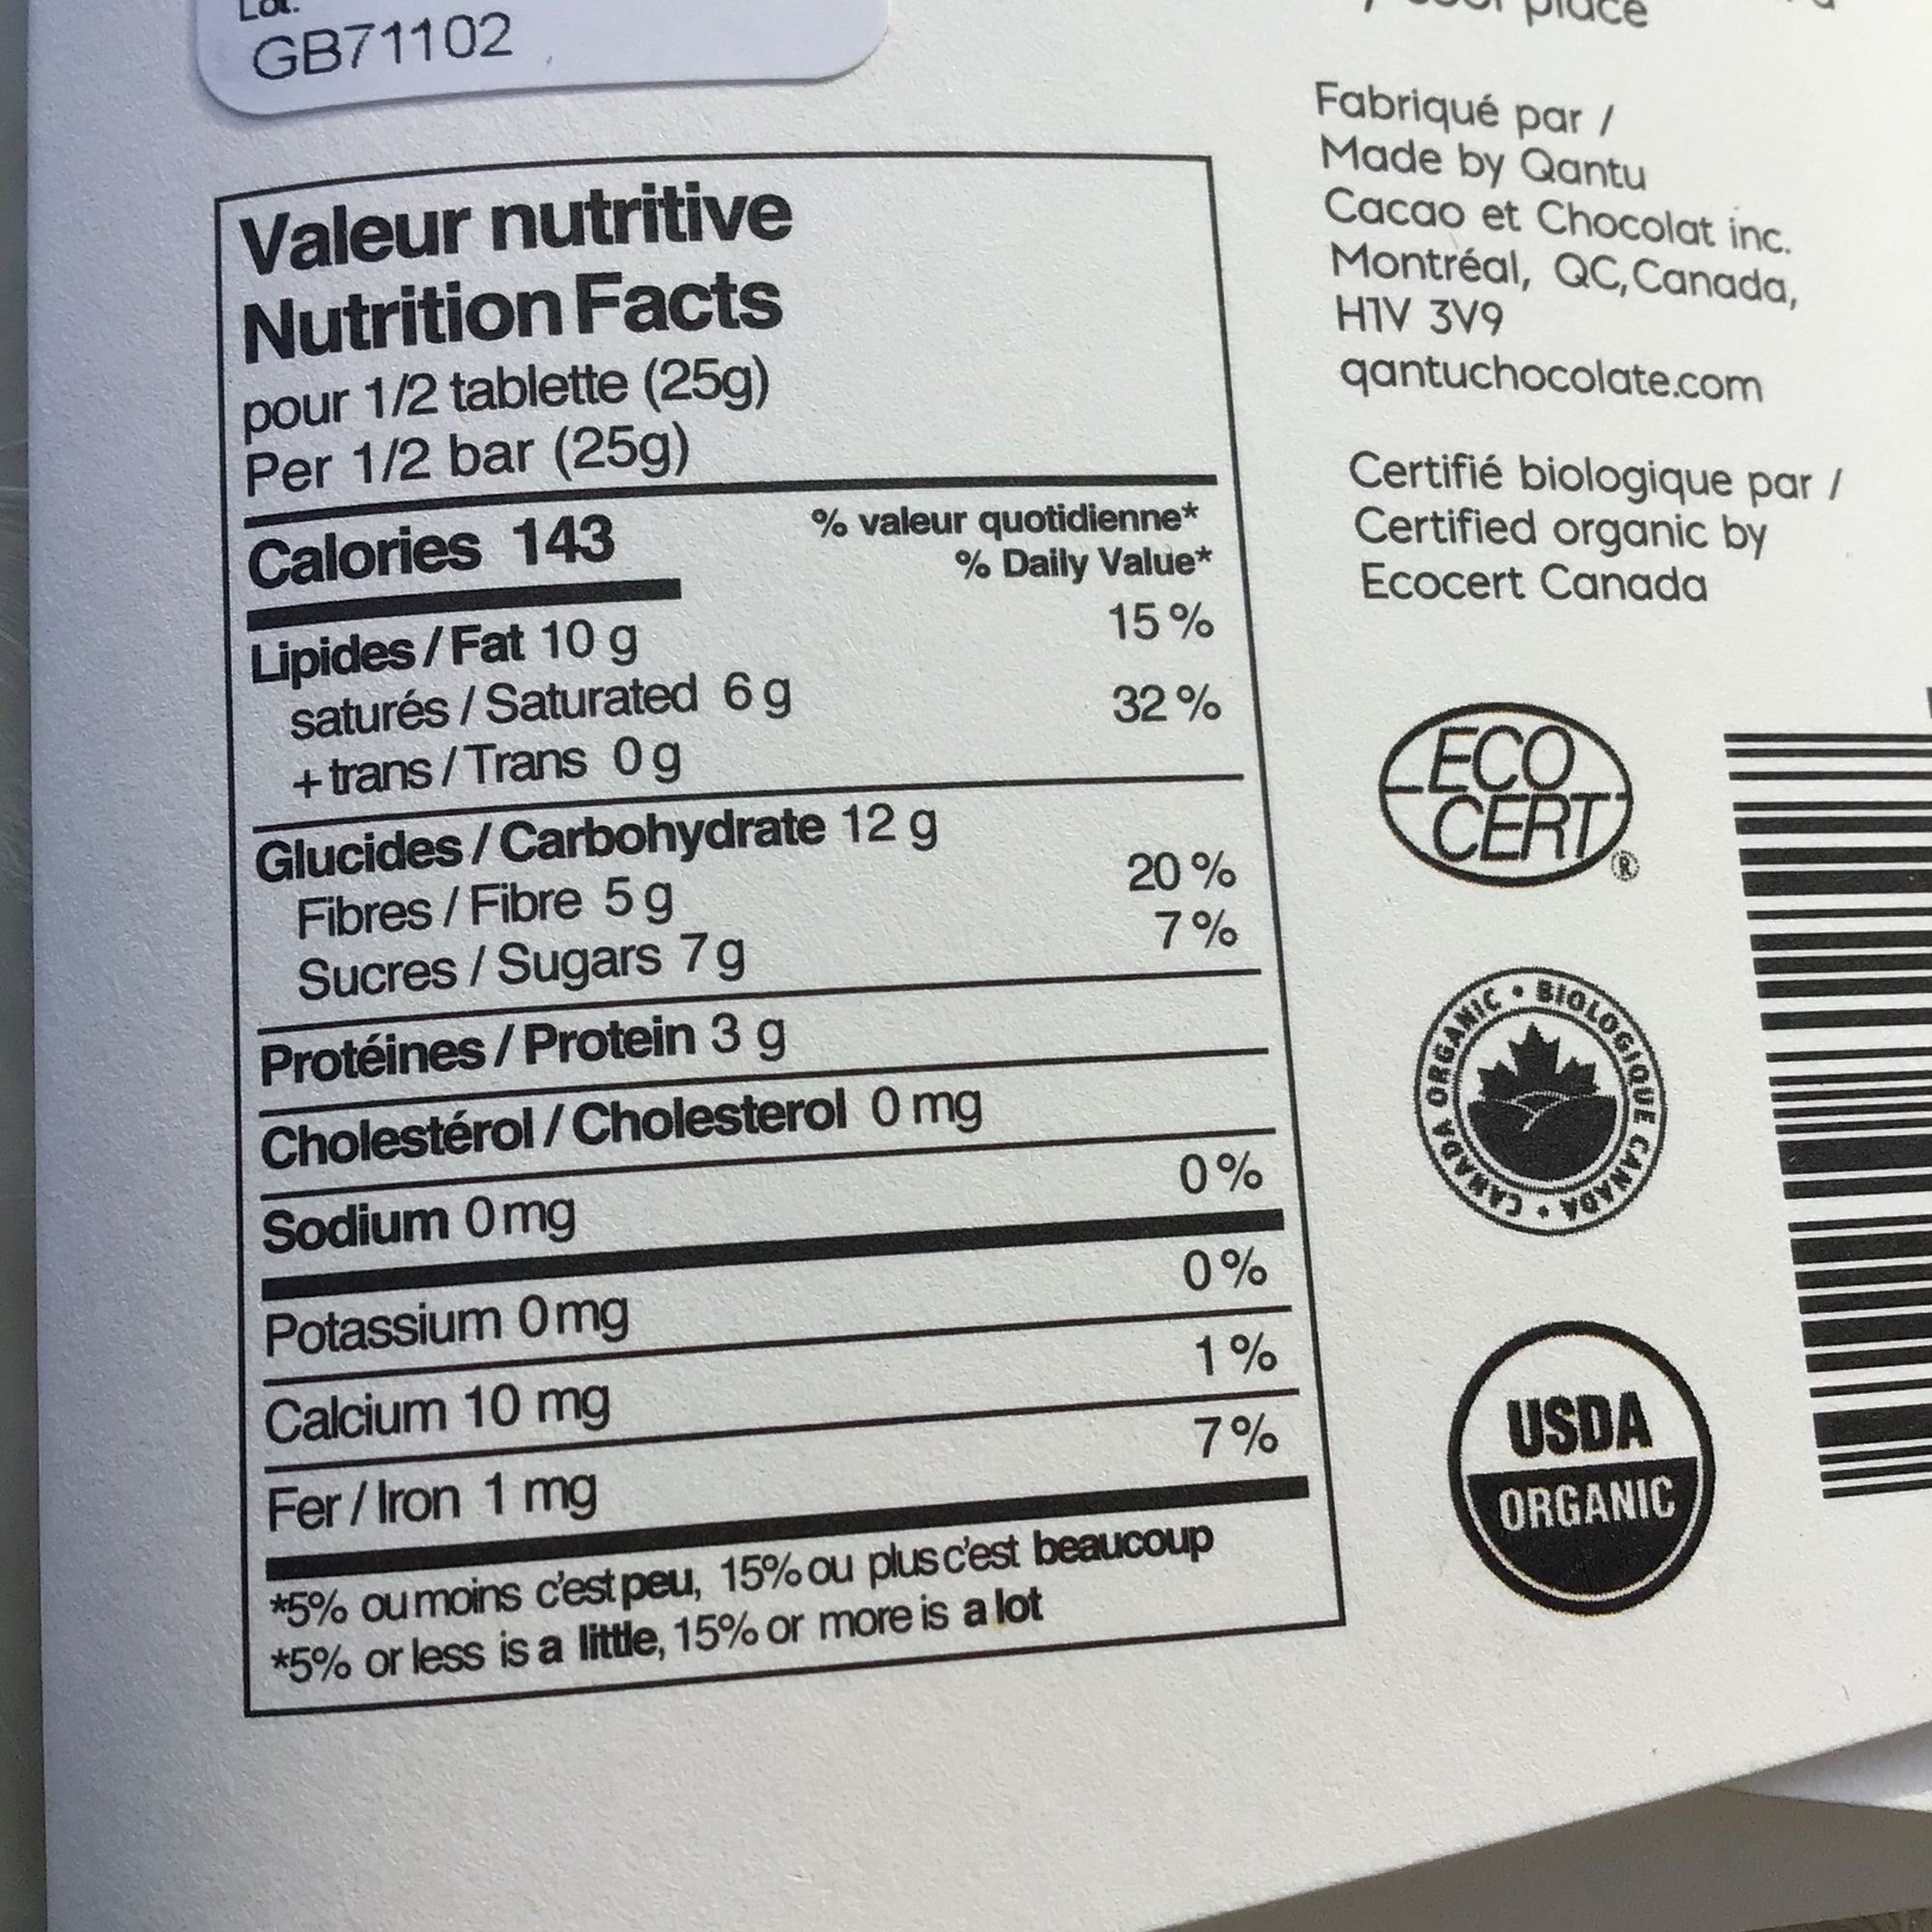 Lot:
GB71102
Valeur nutritive
Nutrition Facts
pour 1/2 tablette (25g)
Per 1/2 bar (25g)
Calories 143
% valeur quotidienne*
% Daily Value*
Lipides / Fat 10 g 15 %
saturés / Saturated 6 g 32 %
+ trans / Trans 0 g
Glucides / Carbohydrate 12 g
Fibres / Fibre 5 g 20 %
Sucres / Sugars 7 g 7 %
Protéines / Protein 3 g
Cholestérol / Cholesterol 0 mg
Sodium 0 mg 0 %
Potassium 0 mg 0 %
Calcium 10 mg 1 %
Fer / Iron 1 mg 7 %
*5% ou moins c'est peu, 15% ou plus c'est beaucoup
*5% or less is a little, 15% or more is a lot
place
Fabriqué par /
Made by Qantu
Cacao et Chocolat inc.
Montréal, QC, Canada,
H1V 3V9
qantuchocolate.com
Certifié biologique par /
Certified organic by
Ecocert Canada
ECO
CERT®
CANADA ORGANIC • BIOLOGIQUE CANADA •
USDA
ORGANIC